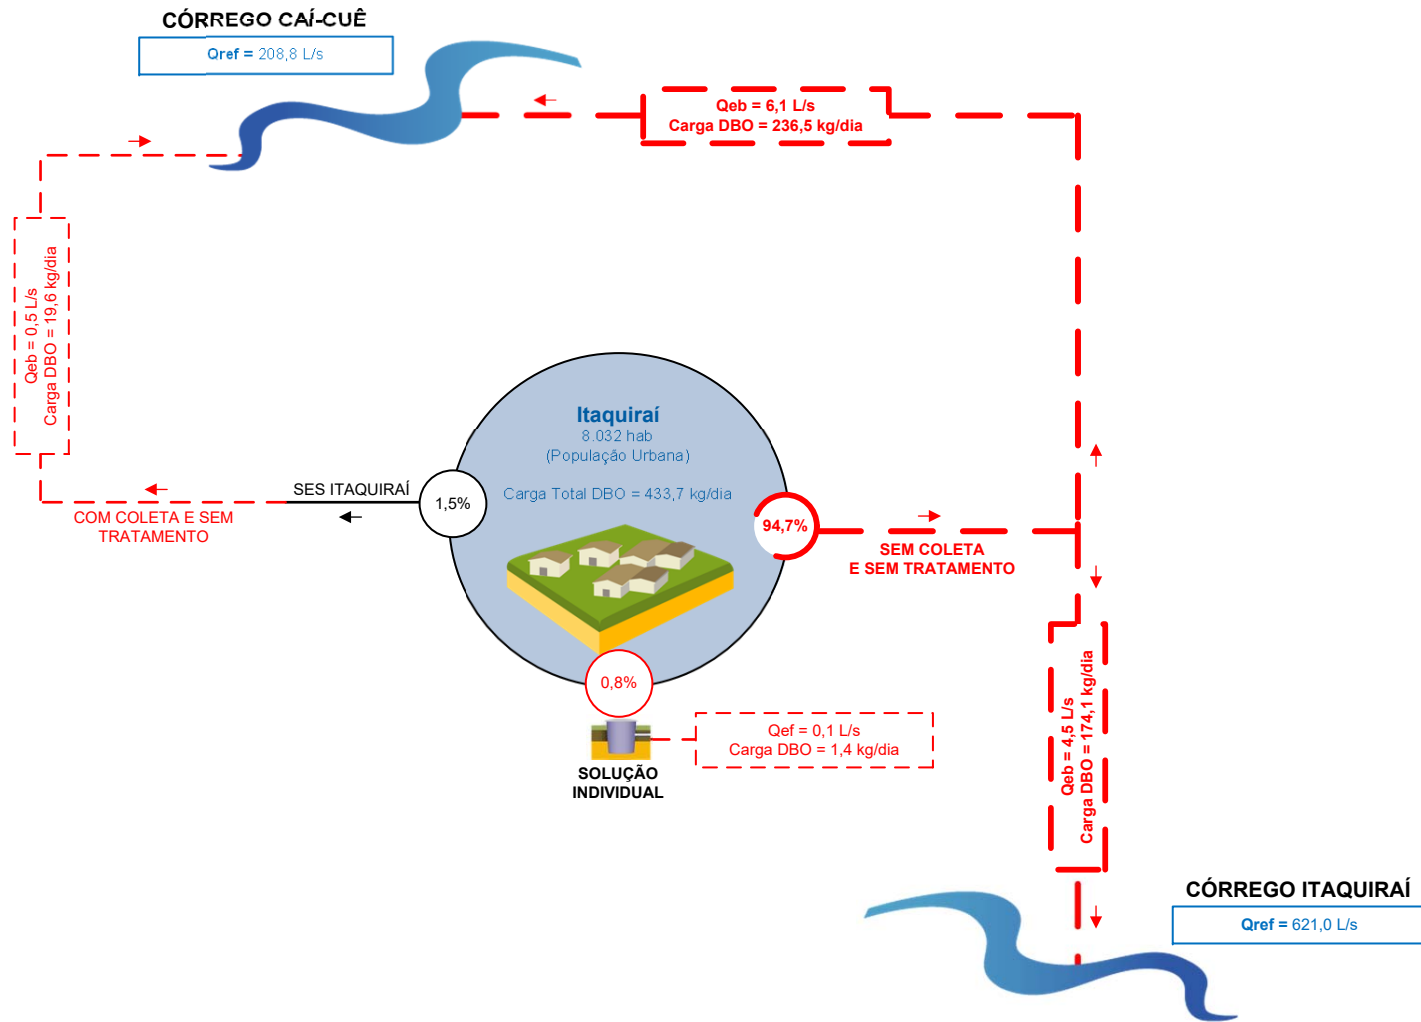 CÓRREGO CAÍ-CUÊ
Qref = 208,8 L/s
Qeb = 6,1 L/s
Carga DBO = 236,5 kg/dia
Qeb = 0,5 L/s
Carga DBO = 19,6 kg/dia
Itaquiraí
8.032 hab
(População Urbana)
Carga Total DBO = 433,7 kg/dia
SES ITAQUIRAÍ
1,5%
COM COLETA E SEM
TRATAMENTO
94,7%
SEM COLETA
E SEM TRATAMENTO
0,8%
SOLUÇÃO
INDIVIDUAL
Qef = 0,1 L/s
Carga DBO = 1,4 kg/dia
Qeb = 4,5 L/s
Carga DBO = 174,1 kg/dia
CÓRREGO ITAQUIRAÍ
Qref = 621,0 L/s